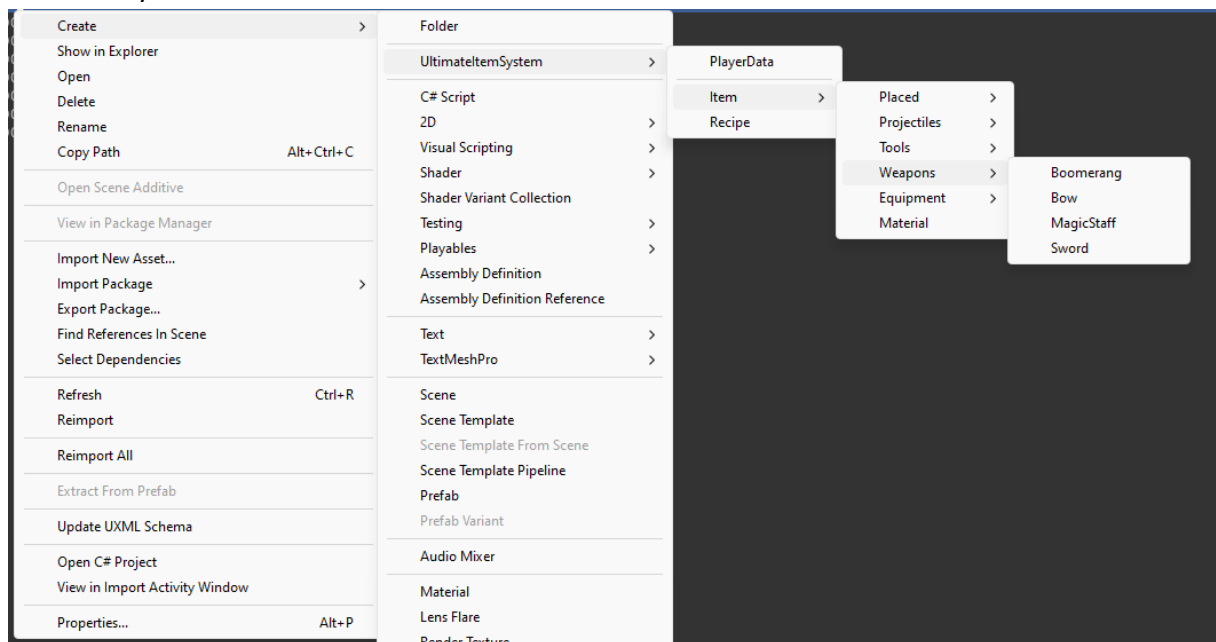 Create
Show in Explorer
Open
Delete
Rename
Copy Path Alt+Ctrl+C
Open Scene Additive
View in Package Manager
Import New Asset...
Import Package
Export Package...
Find References In Scene
Select Dependencies
Refresh Ctrl+R
Reimport
Reimport All
Extract From Prefab
Update UXML Schema
Open C# Project
View in Import Activity Window
Properties... Alt+P
Folder
UltimateItemSystem
C# Script
2D
Visual Scripting
Shader
Shader Variant Collection
Testing
Playables
Assembly Definition
Assembly Definition Reference
Text
TextMeshPro
Scene
Scene Template
Scene Template From Scene
Scene Template Pipeline
Prefab
Prefab Variant
Audio Mixer
Material
Lens Flare
Render Texture
PlayerData
Item
Recipe
Placed
Projectiles
Tools
Weapons
Equipment
Material
Boomerang
Bow
MagicStaff
Sword